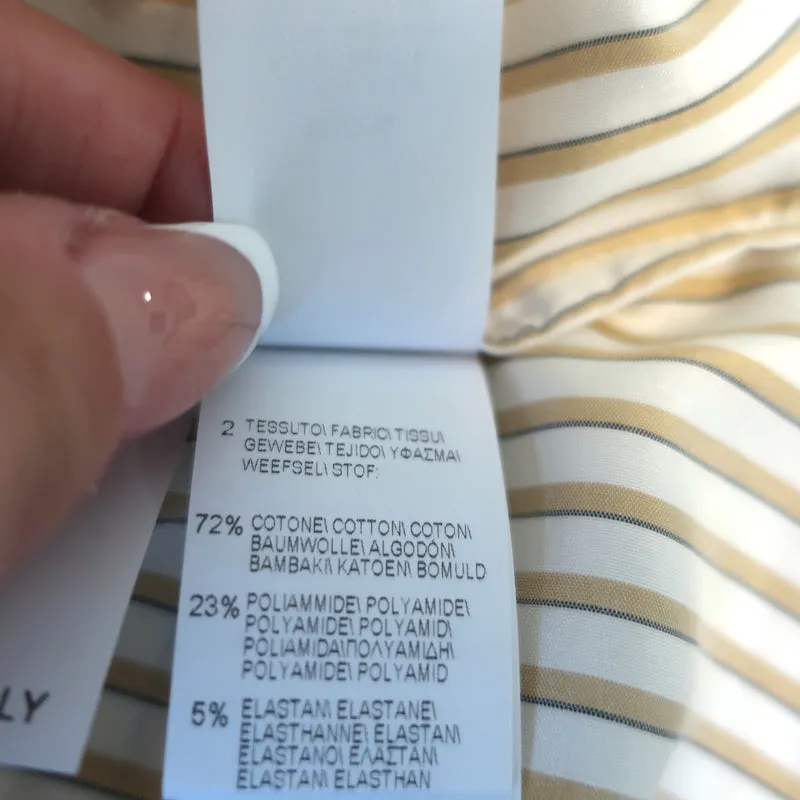 2 TESSUTO\ FABRIC\ TISSU\
GEWEBE\ TEJIDO\ ΥΦΑΣΜΑ\
WEEFSEL\ STOF:
72% COTONE\ COTTON\ COTON\
BAUMWOLLE\ ALGODÓN\
BAMBAKI\ KATOEN\ BOMULD
23% POLIAMMIDE\ POLYAMIDE\
POLYAMIDE\ POLYAMID\
POLIAMIDA\ΠΟΛΥΑΜΙΔΗ\
POLYAMIDE\ POLYAMID
5% ELASTAN\ ELASTANE\
ELASTHANNE\ ELASTAN\
ELASTANO\ ΕΛΑΣΤΑΝ\
ELASTAN\ ELASTHAN
LY